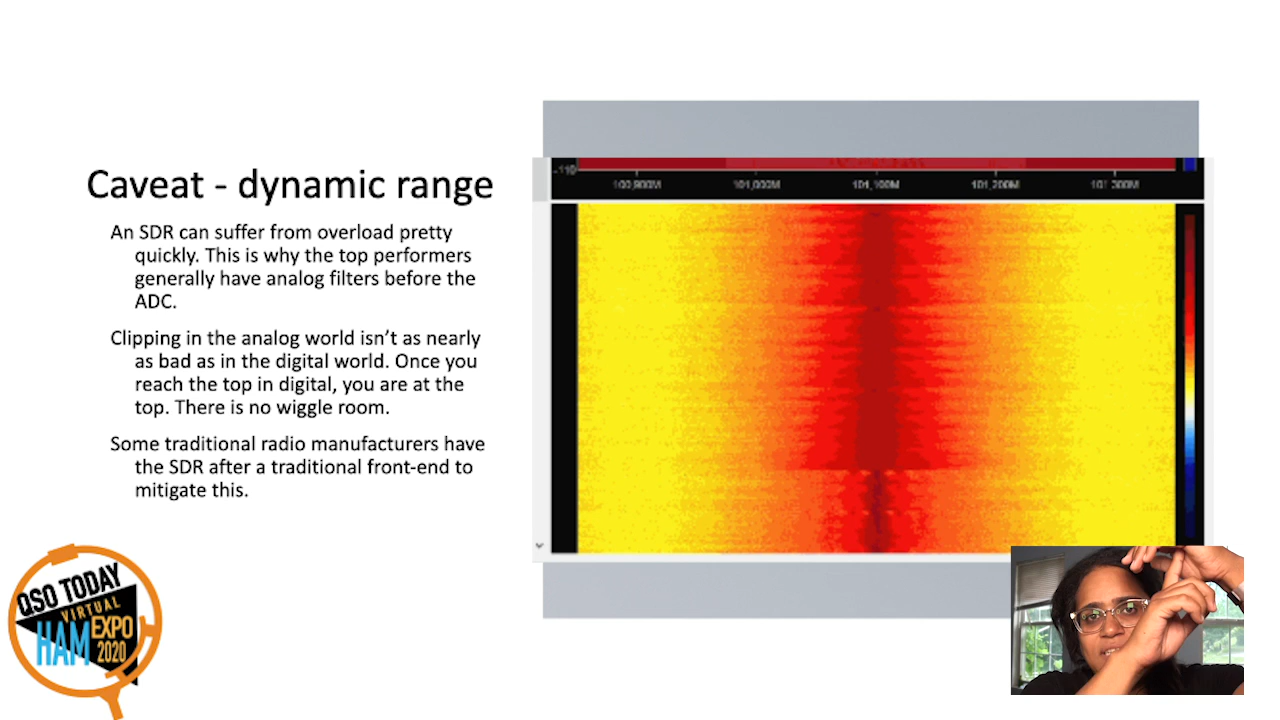 Caveat - dynamic range
An SDR can suffer from overload pretty
quickly. This is why the top performers
generally have analog filters before the
ADC.
Clipping in the analog world isn’t as nearly
as bad as in the digital world. Once you
reach the top in digital, you are at the
top. There is no wiggle room.
Some traditional radio manufacturers have
the SDR after a traditional front-end to
mitigate this.
-110
100,900M 101,000M 101,100M 101,200M 101,300M
QSO TODAY
VIRTUAL
HAM EXPO
2020